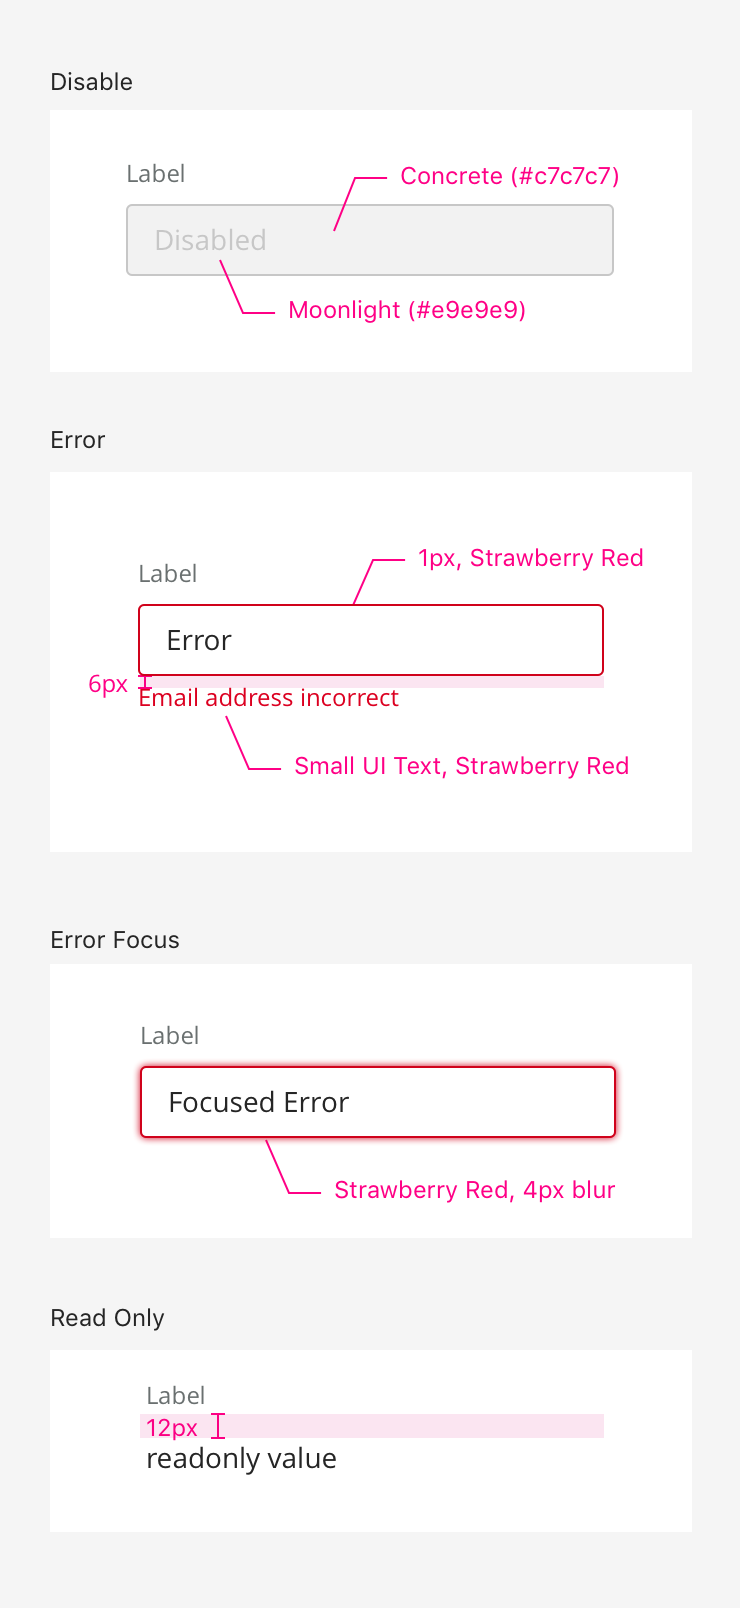 Disable
Label
Concrete (#c7c7c7)
Disabled
Moonlight (#e9e9e9)
Error
1px, Strawberry Red
Label
Error
6px
Email address incorrect
Small UI Text, Strawberry Red
Error Focus
Label
Focused Error
Strawberry Red, 4px blur
Read Only
Label
12px
readonly value